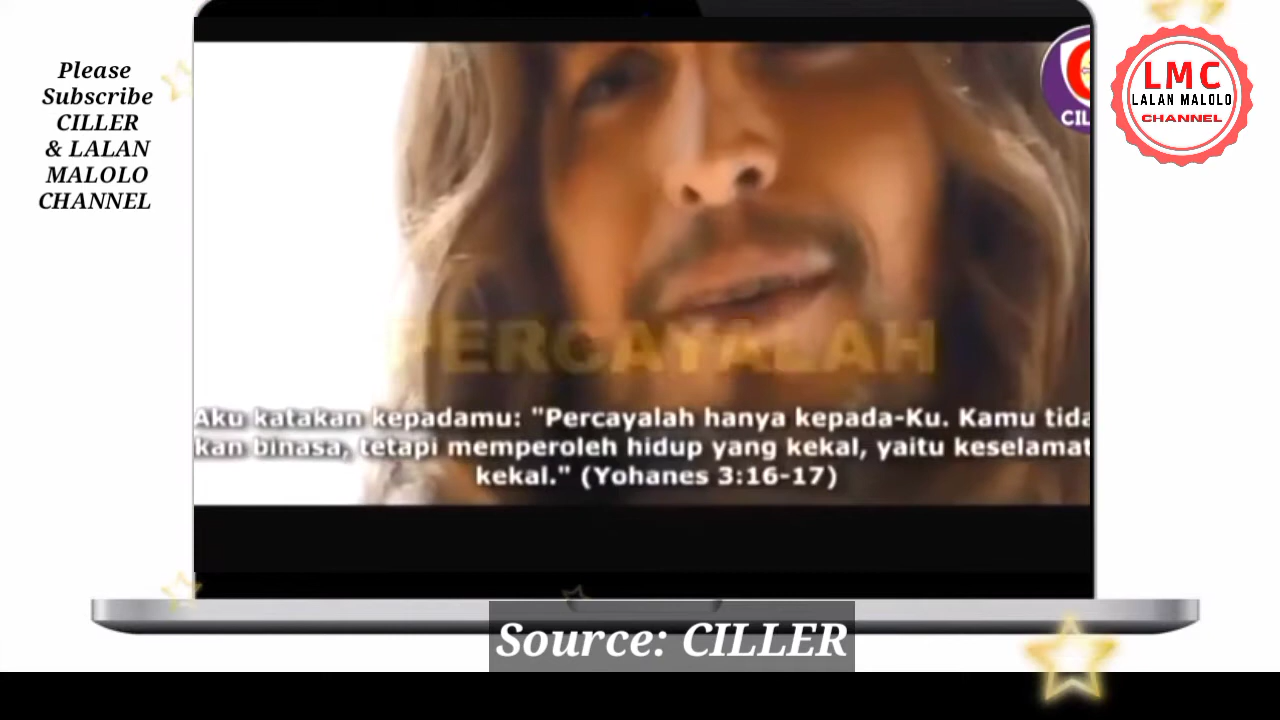 Please
Subscribe
CILLER
& LALAN
MALOLO
CHANNEL
LMC
LALAN MALOLO
CHANNEL
CIL
PERCAYALAH
Aku katakan kepadamu: "Percayalah hanya kepada-Ku. Kamu tida
kan binasa, tetapi memperoleh hidup yang kekal, yaitu keselamat
kekal." (Yohanes 3:16-17)
Source: CILLER